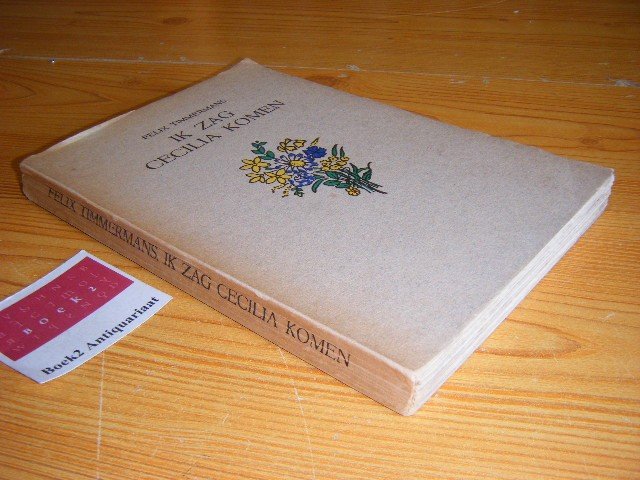 FELIX TIMMERMANS
IK ZAG
CECILIA KOMEN
FELIX TIMMERMANS, IK ZAG CECILIA KOMEN
BOEK2
Boek2 Antiquariaat